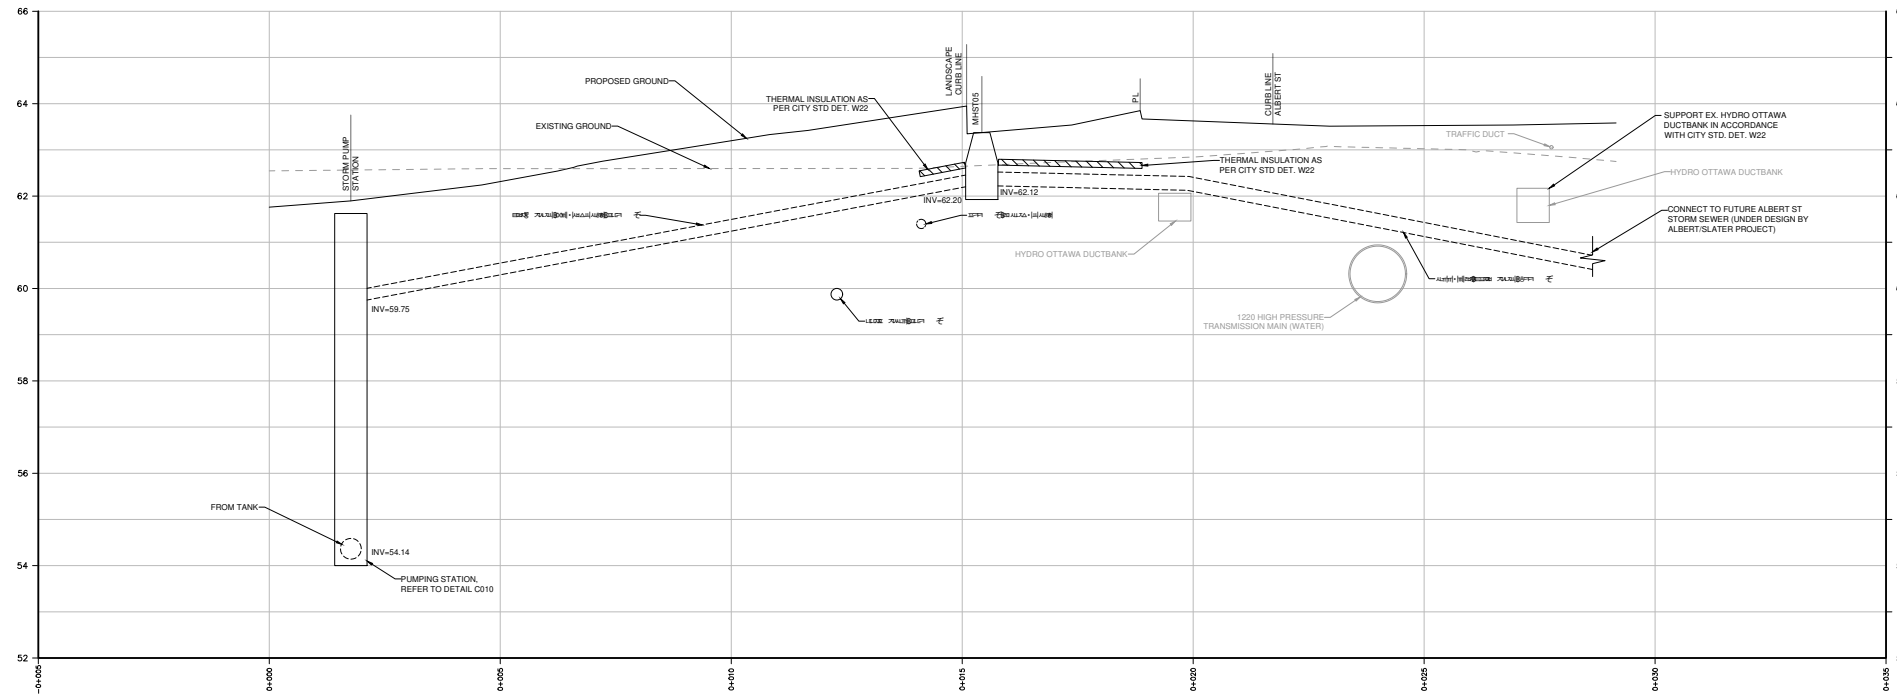 66
64
62
60
58
56
54
52
PROPOSED GROUND
EXISTING GROUND
THERMAL INSULATION AS
PER CITY STD DET. W22
LANDSCAPE
CURB LINE
MHST05
PL
CURB LINE
ALBERT ST
STORM PUMP
STATION
TRAFFIC DUCT
SUPPORT EX. HYDRO OTTAWA
DUCTBANK IN ACCORDANCE
WITH CITY STD. DET. W22
THERMAL INSULATION AS
PER CITY STD DET. W22
HYDRO OTTAWA DUCTBANK
INV=62.20
INV=62.12
CONNECT TO FUTURE ALBERT ST
STORM SEWER (UNDER DESIGN BY
ALBERT/SLATER PROJECT)
HYDRO OTTAWA DUCTBANK
INV=59.75
1220 HIGH PRESSURE
TRANSMISSION MAIN (WATER)
FROM TANK
INV=54.14
PUMPING STATION,
REFER TO DETAIL C010
-0+005
0+000
0+005
0+010
0+015
0+020
0+025
0+030
0+035